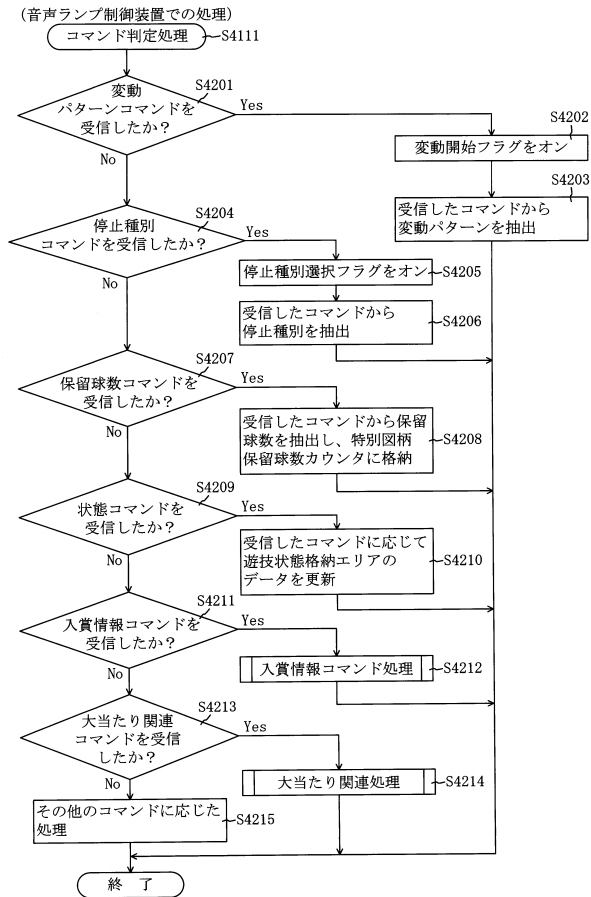 (音声ランプ制御装置での処理)
コマンド判定処理
S4111
変動
パターンコマンドを
受信したか？
S4201
Yes
No
S4202
変動開始フラグをオン
S4203
受信したコマンドから
変動パターンを抽出
停止種別
コマンドを受信したか？
S4204
Yes
No
停止種別選択フラグをオン
S4205
受信したコマンドから
停止種別を抽出
S4206
保留球数コマンドを
受信したか？
S4207
Yes
No
受信したコマンドから保留
球数を抽出し、特別図柄
保留球数カウンタに格納
S4208
状態コマンドを
受信したか？
S4209
Yes
No
受信したコマンドに応じて
遊技状態格納エリアの
データを更新
S4210
入賞情報コマンドを
受信したか？
S4211
Yes
No
入賞情報コマンド処理
S4212
大当たり関連
コマンドを受信
したか？
S4213
Yes
No
大当たり関連処理
S4214
その他のコマンドに応じた
処理
S4215
終 了